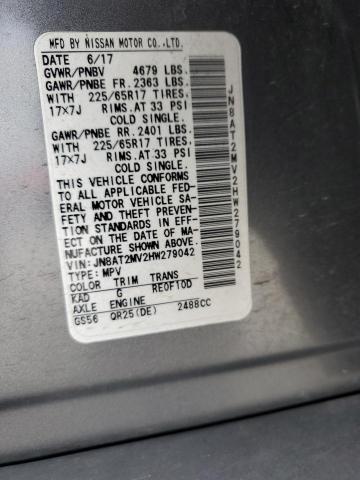 MFD BY NISSAN MOTOR CO.,LTD.
DATE 6/17
GVWR/PNBV 4679 LBS.
GAWR/PNBE FR. 2363 LBS.
WITH 225/65R17 TIRES
17X7J RIMS.AT 33 PSI
COLD SINGLE.
GAWR/PNBE RR. 2401 LBS.
WITH 225/65R17 TIRES
17X7J RIMS.AT 33 PSI
COLD SINGLE.
THIS VEHICLE CONFORMS
TO ALL APPLICABLE FED-
ERAL MOTOR VEHICLE SA-
FETY AND THEFT PREVEN-
TION STANDARDS IN EFF-
ECT ON THE DATE OF MA-
NUFACTURE SHOWN ABOVE.
VIN: JN8AT2MV2HW279042
TYPE: MPV
COLOR TRIM TRANS
KAD G RE0F10D
AXLE ENGINE
GS56 QR25(DE) 2488CC
JN8AT2MV2HW279042